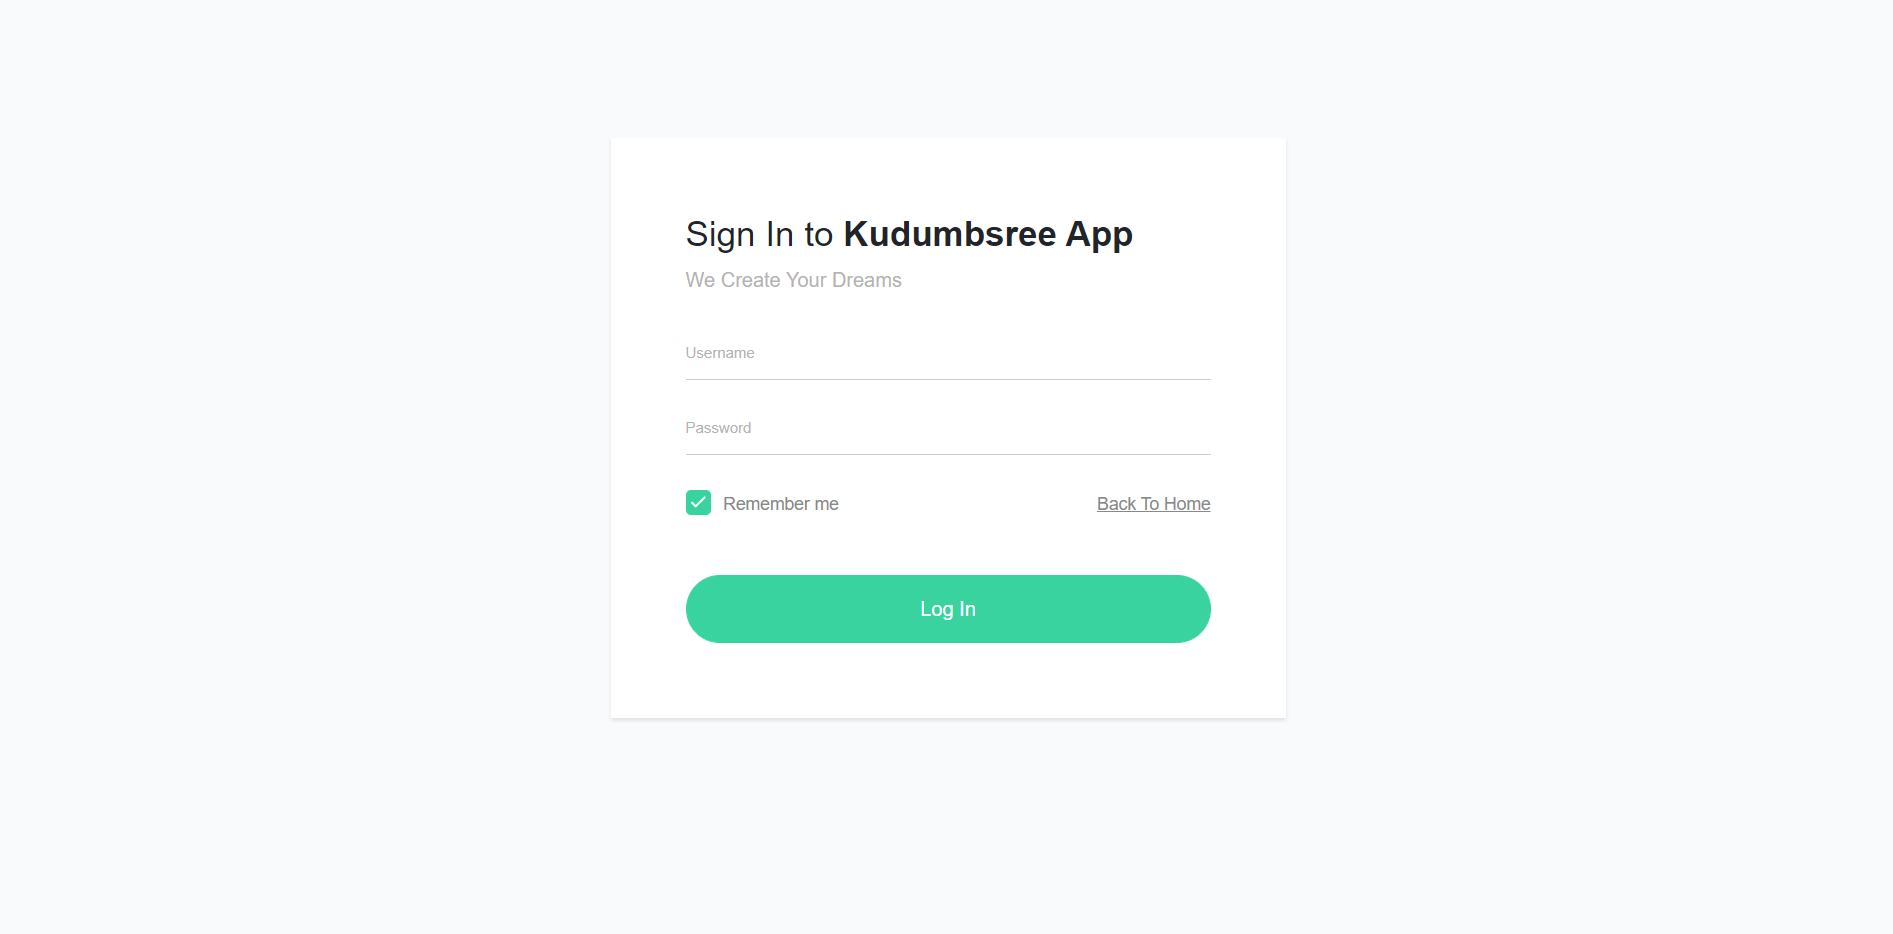 Sign In to Kudumbsree App
We Create Your Dreams
Username
Password
Remember me
Back To Home
Log In